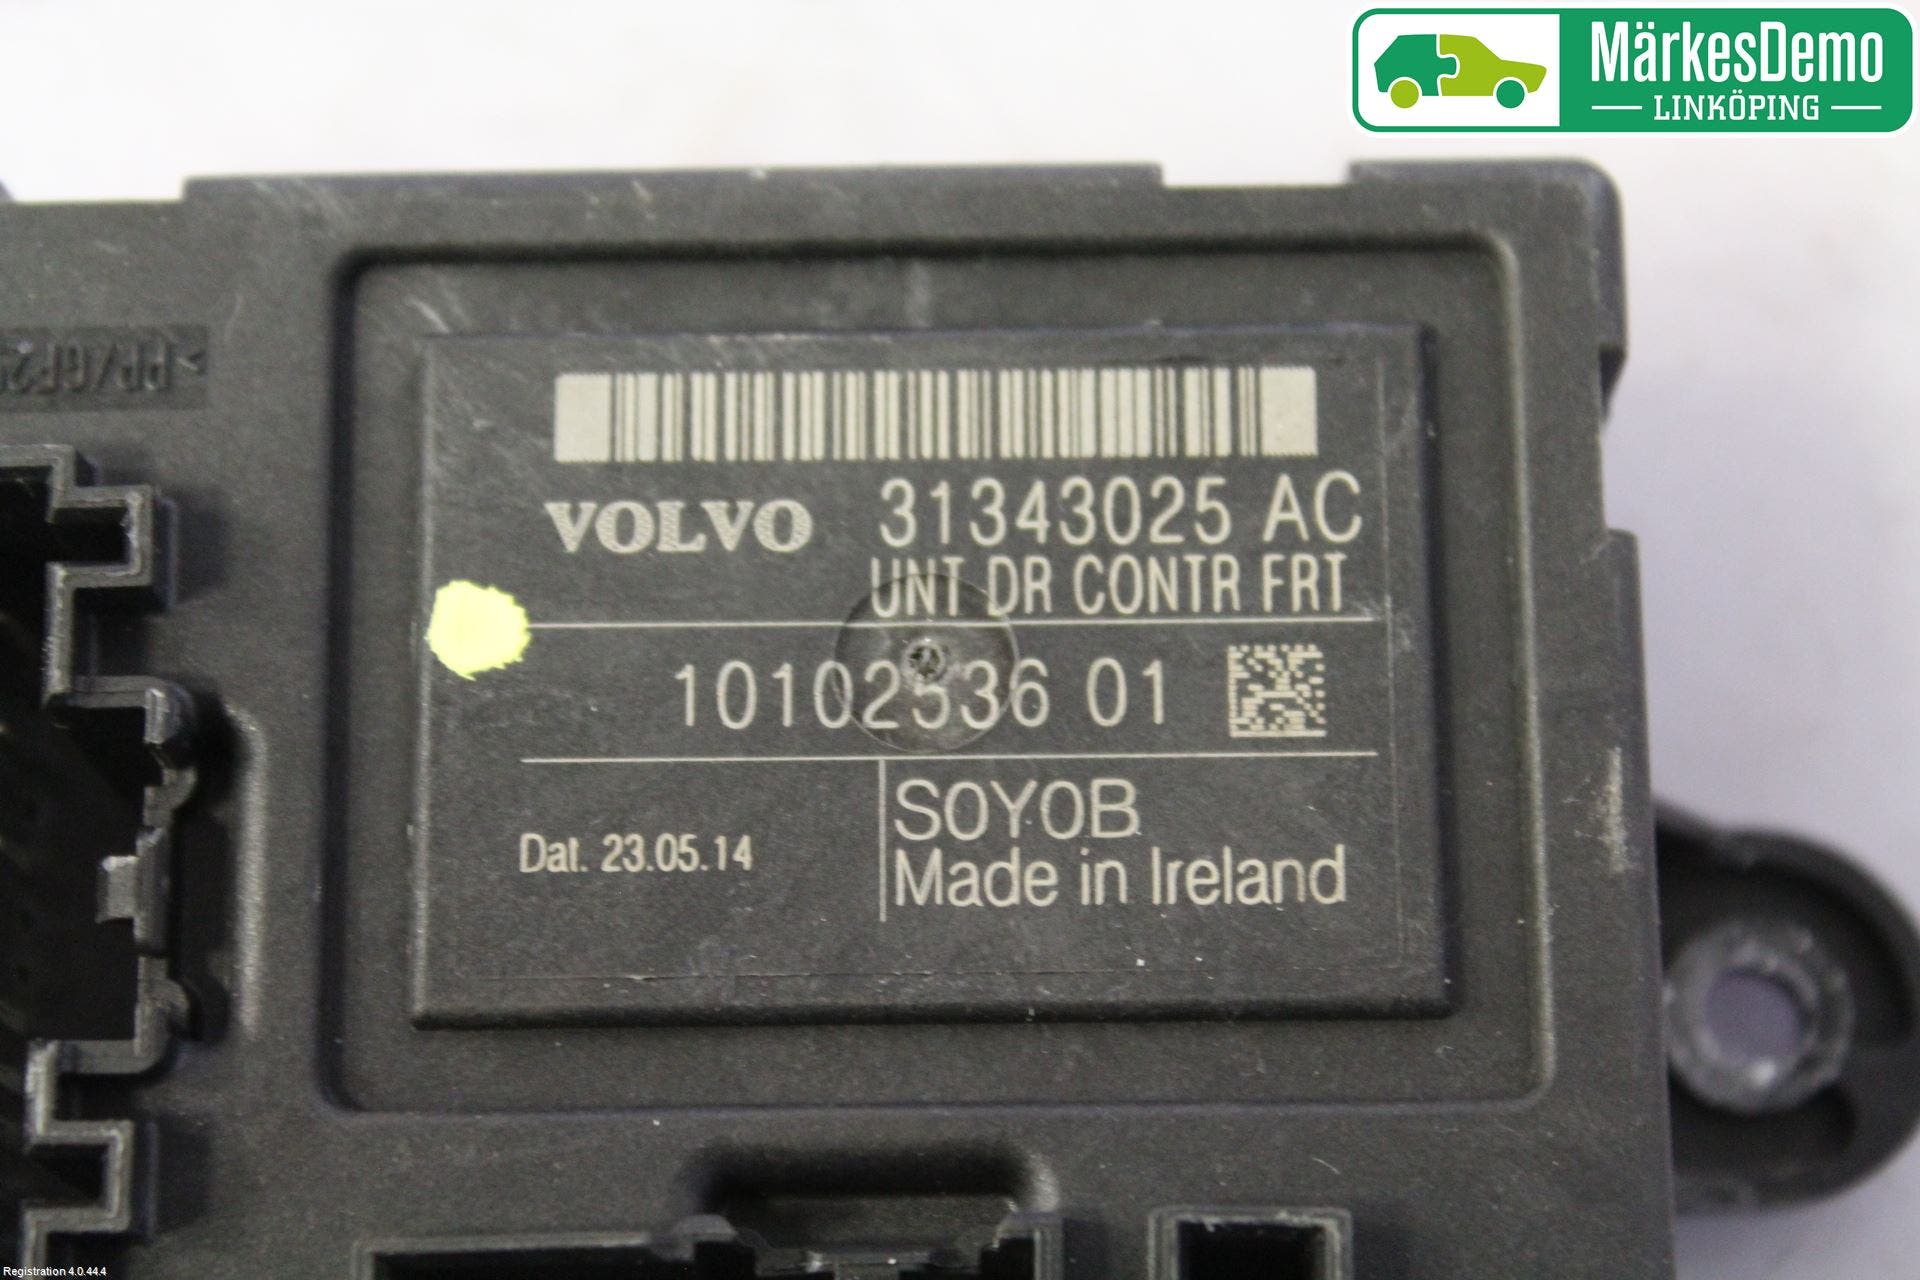 MärkesDemo
LINKÖPING
VOLVO 31343025 AC
UNT DR CONTR FRT
10102536 01
Dat. 23.05.14
S0Y0B
Made in Ireland
Registration 4.0.44.4